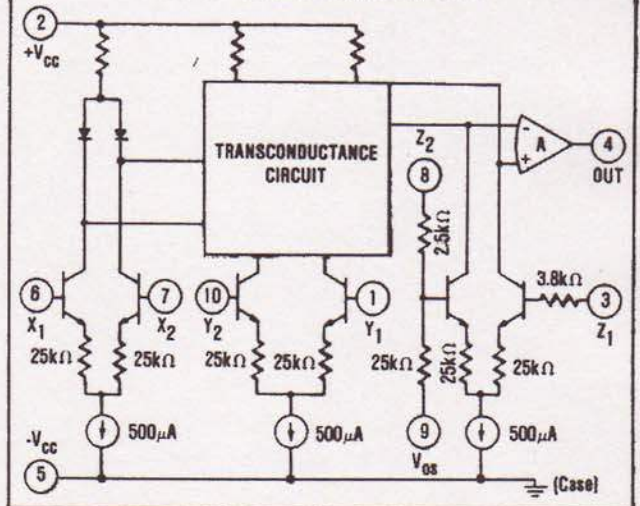 2
+Vcc
TRANSCONDUCTANCE
CIRCUIT
Z2
8
2.5kΩ
-
A
+
4
OUT
6
X1
7
X2
10
Y2
1
Y1
3.8kΩ
3
Z1
25kΩ
25kΩ
25kΩ
25kΩ
25kΩ
25kΩ
25kΩ
500μA
500μA
9
Vos
500μA
-Vcc
5
(Case)